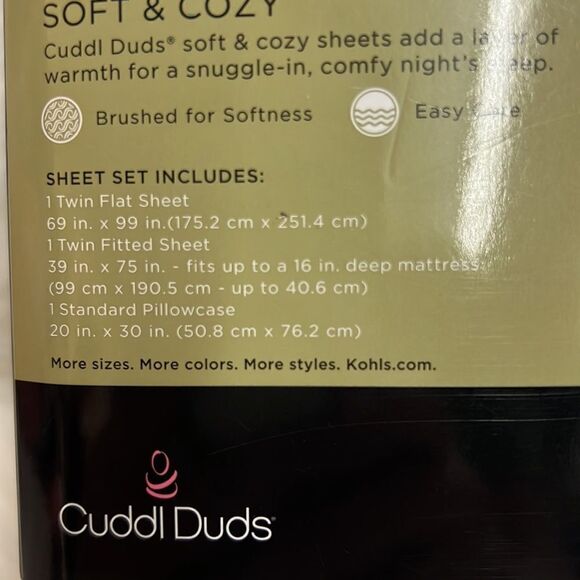 SOFT & COZY
Cuddl Duds® soft & cozy sheets add a layer of
warmth for a snuggle-in, comfy night's sleep.
Brushed for Softness
Easy Care
SHEET SET INCLUDES:
1 Twin Flat Sheet
69 in. x 99 in.(175.2 cm x 251.4 cm)
1 Twin Fitted Sheet
39 in. x 75 in. - fits up to a 16 in. deep mattress.
(99 cm x 190.5 cm - up to 40.6 cm)
1 Standard Pillowcase
20 in. x 30 in. (50.8 cm x 76.2 cm)
More sizes. More colors. More styles. Kohls.com.
Cuddl Duds®